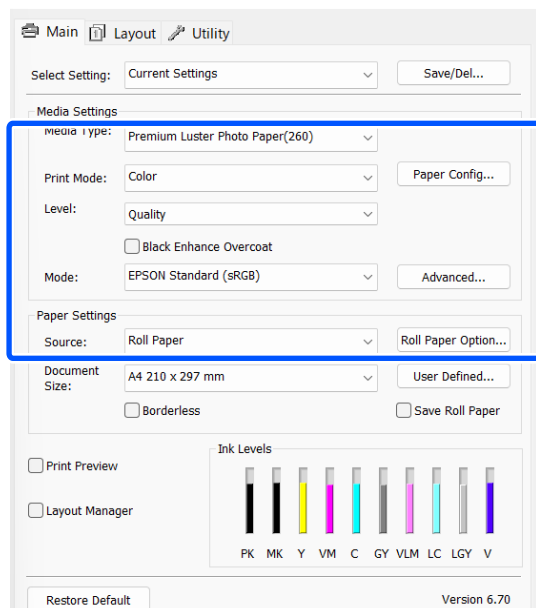 Main Layout Utility
Select Setting: Current Settings Save/Del...
Media Settings
Media Type: Premium Luster Photo Paper(260)
Print Mode: Color Paper Config...
Level: Quality
Black Enhance Overcoat
Mode: EPSON Standard (sRGB) Advanced...
Paper Settings
Source: Roll Paper Roll Paper Option...
Document Size: A4 210 x 297 mm User Defined...
Borderless Save Roll Paper
Ink Levels
Print Preview
Layout Manager
PK MK Y VM C GY VLM LC LGY V
Restore Default Version 6.70